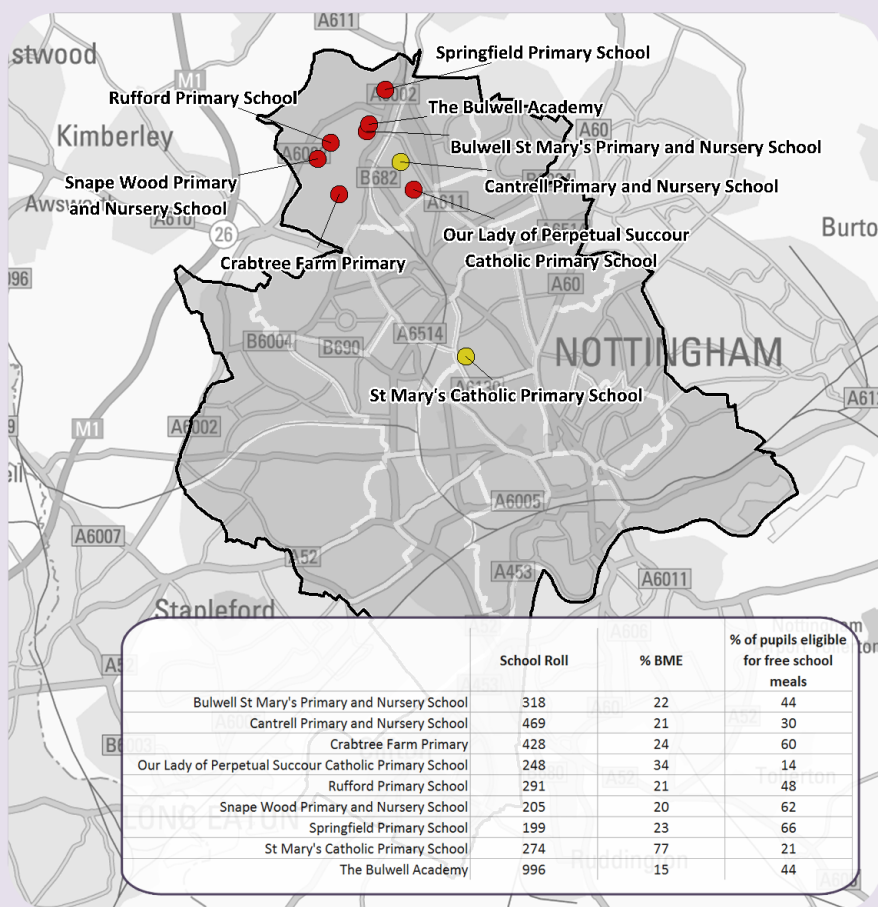 A611
stwood
M1
Springfield Primary School
Rufford Primary School
A6002
The Bulwell Academy
Kimberley
A60
Bulwell St Mary's Primary and Nursery School
B682
Snape Wood Primary
and Nursery School
Cantrell Primary and Nursery School
A611
A610
26
Our Lady of Perpetual Succour
Catholic Primary School
Burto
Crabtree Farm Primary
096
A60
A6514
B6004
B690
NOTTINGHAM
St Mary's Catholic Primary School
A6002
M1
A6005
A6007
A52
A453
A6011
Stapleford
School Roll
% BME
% of pupils eligible
for free school
meals
Bulwell St Mary's Primary and Nursery School 318 22 44
Cantrell Primary and Nursery School 469 21 30
Crabtree Farm Primary 428 24 60
Our Lady of Perpetual Succour Catholic Primary School 248 34 14
Rufford Primary School 291 21 48
Snape Wood Primary and Nursery School 205 20 62
Springfield Primary School 199 23 66
St Mary's Catholic Primary School 274 77 21
The Bulwell Academy 996 15 44
LONG EATON
Ruddington